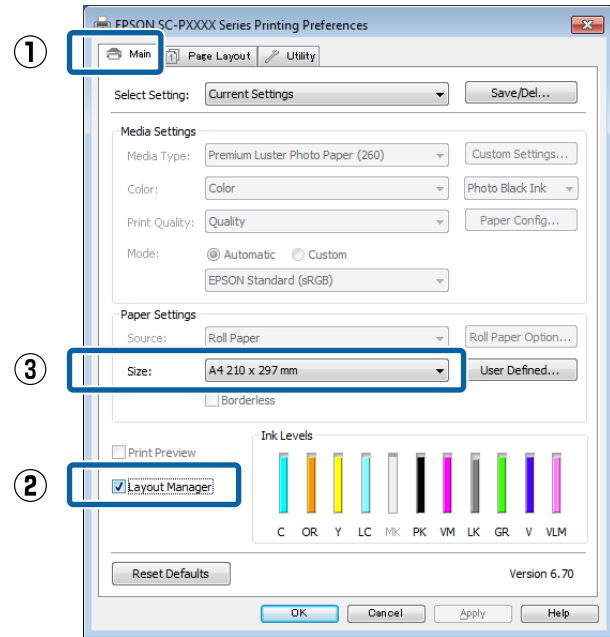 EPSON SC-PXXXX Series Printing Preferences
1 Main Page Layout Utility
Select Setting: Current Settings Save/Del...
Media Settings
Media Type: Premium Luster Photo Paper (260) Custom Settings...
Color: Color Photo Black Ink
Print Quality: Quality Paper Config...
Mode: Automatic Custom
EPSON Standard (sRGB)
Paper Settings
Source: Roll Paper Roll Paper Option...
3 Size: A4 210 x 297 mm User Defined...
Borderless
Ink Levels
Print Preview
2 Layout Manager
C OR Y LC MK PK VM LK GR V VLM
Reset Defaults Version 6.70
OK Cancel Apply Help